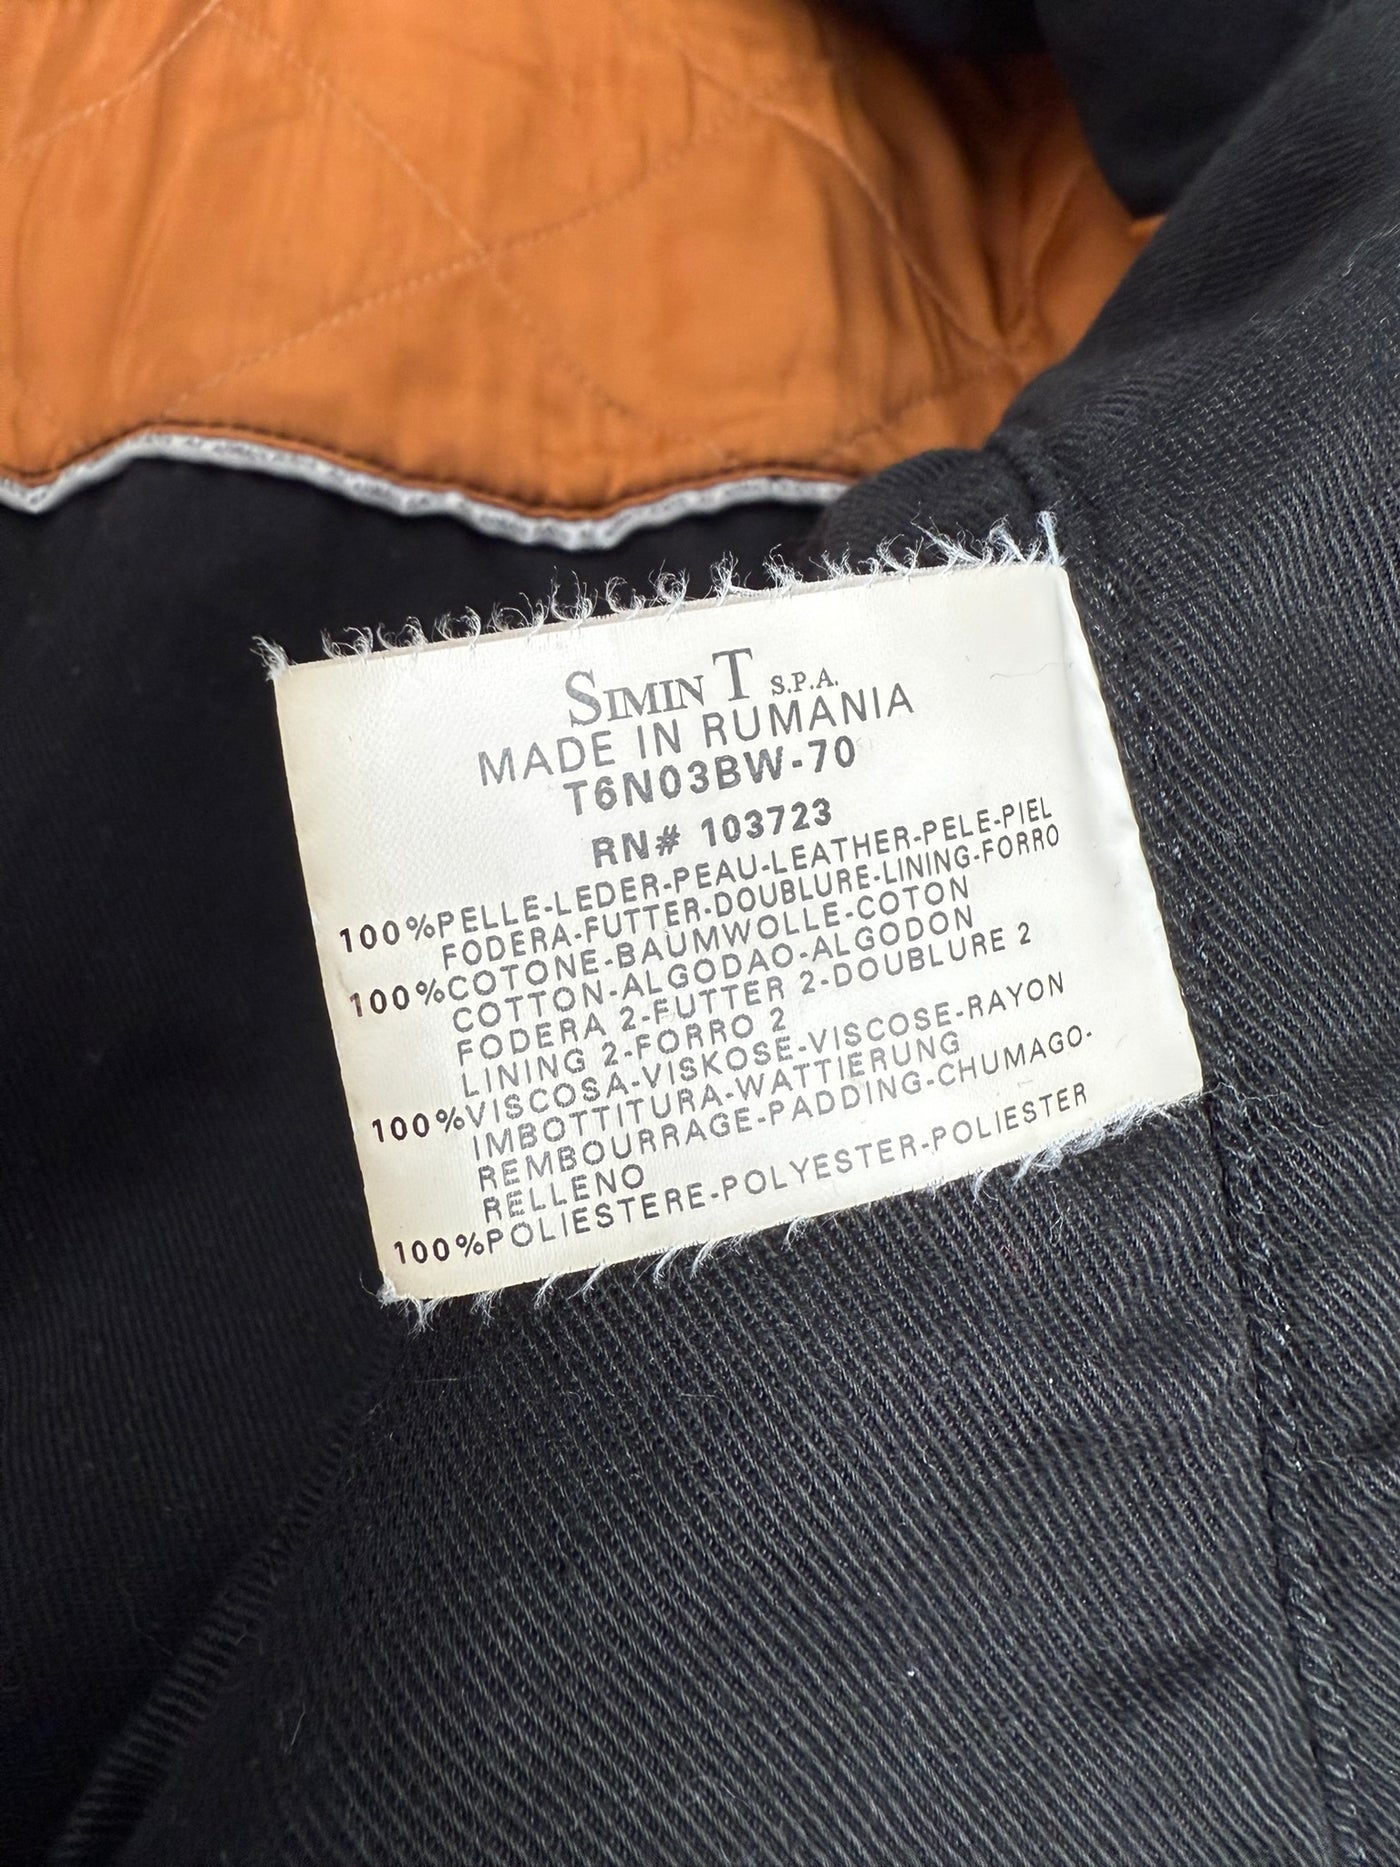 SIMIN T S.P.A.
MADE IN RUMANIA
T6N03BW-70
RN# 103723
100%PELLE-LEDER-PEAU-LEATHER-PELE-PIEL
FODERA-FUTTER-DOUBLURE-LINING-FORRO
100%COTONE-BAUMWOLLE-COTON
COTTON-ALGODAO-ALGODON
FODERA 2-FUTTER 2-DOUBLURE 2
LINING 2-FORRO 2
100%VISCOSA-VISKOSE-VISCOSE-RAYON
IMBOTTITURA-WATTIERUNG
REMBOURRAGE-PADDING-CHUMAGO-
RELLENO
100%POLIESTERE-POLYESTER-POLIESTER